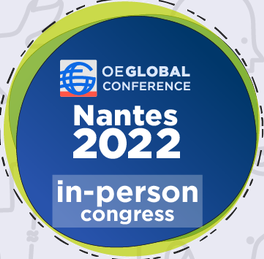 OEGLOBAL
CONFERENCE
Nantes
2022
in-person
congress